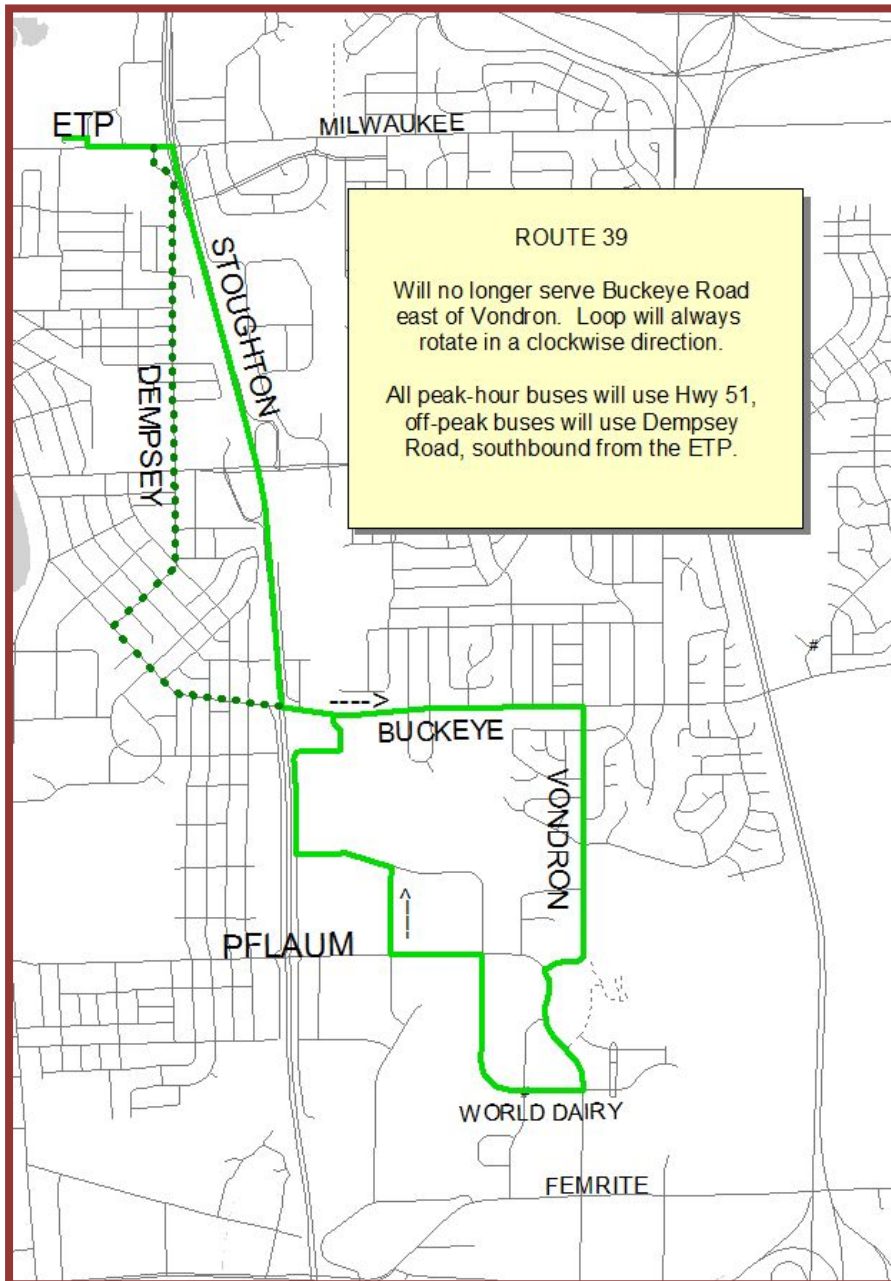 ETP
MILWAUKEE
ROUTE 39
Will no longer serve Buckeye Road
east of Vondron. Loop will always
rotate in a clockwise direction.
All peak-hour buses will use Hwy 51,
off-peak buses will use Dempsey
Road, southbound from the ETP.
STOUGHTON
DEMPSEY
#
---->
BUCKEYE
VONDRON
---->
PFLAUM
WORLD DAIRY
FEMRITE